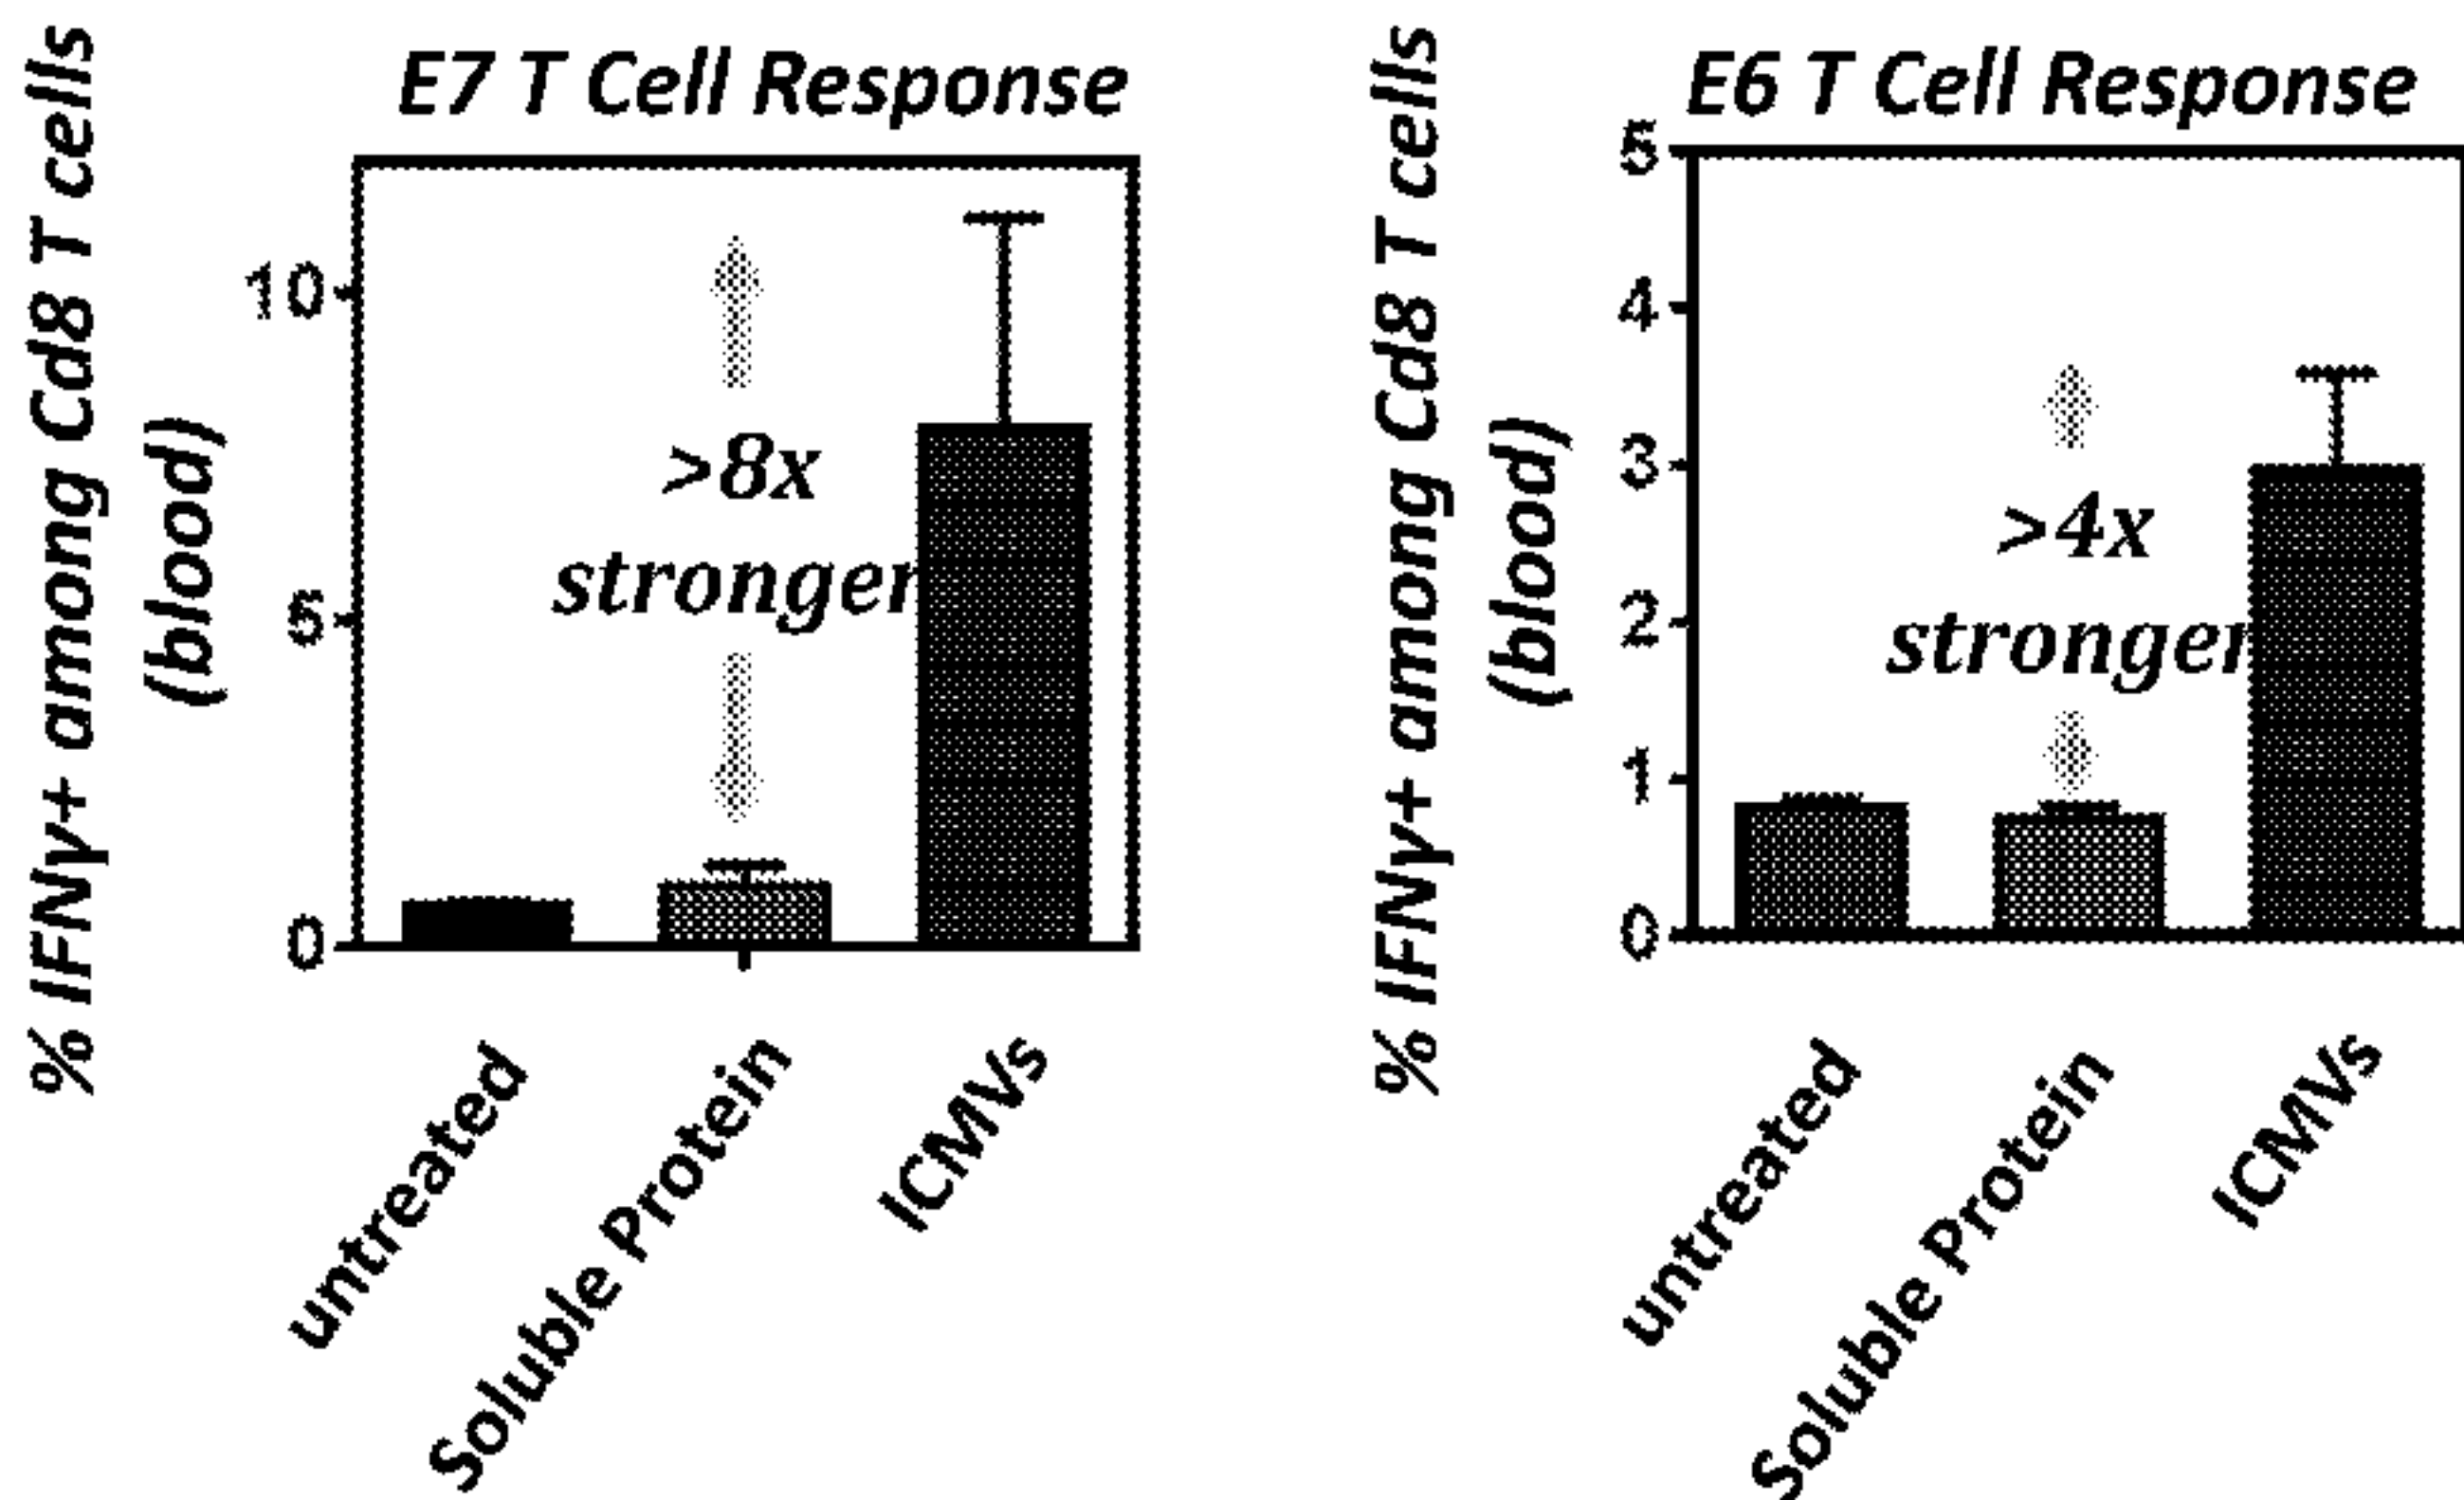 E7 T Cell Response
% IFNγ+ among Cd8 T cells
(blood)
10
5
0
>8x
stronger
untreated
Soluble Protein
ICMVs
E6 T Cell Response
% IFNγ+ among Cd8 T cells
(blood)
5
4
3
2
1
0
>4x
stronger
untreated
Soluble Protein
ICMVs